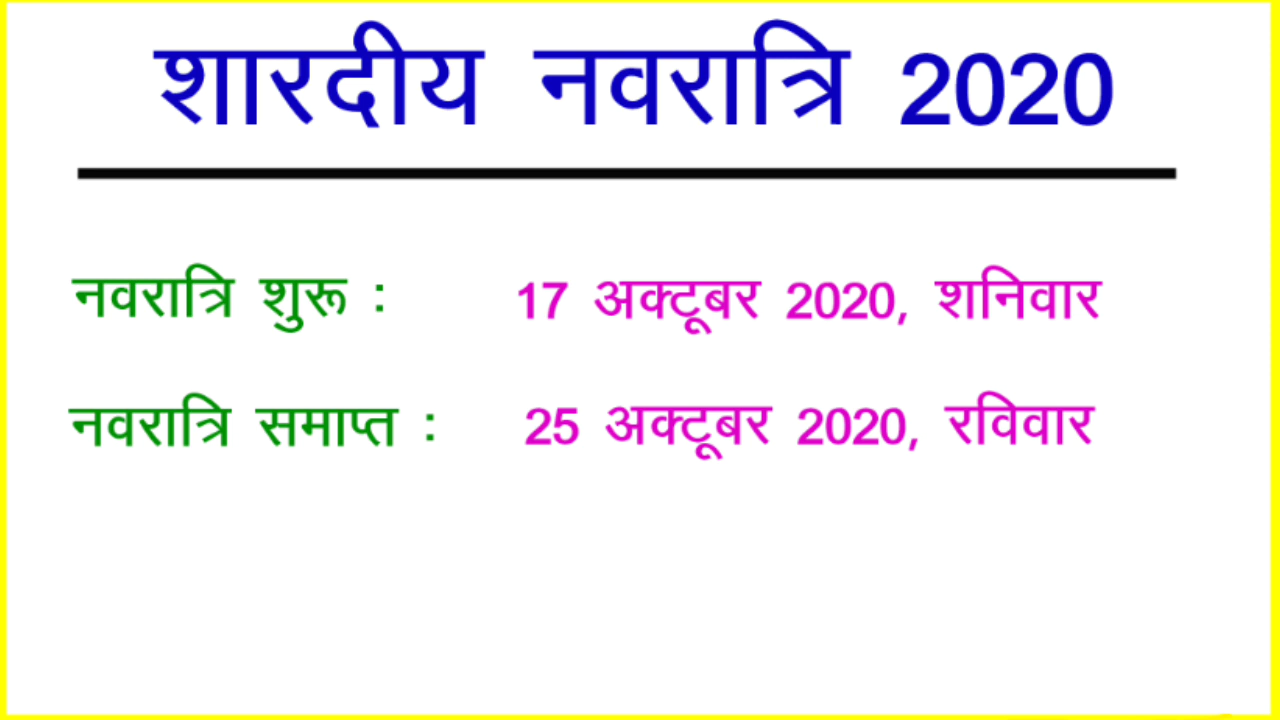 शारदीय नवरात्रि 2020
नवरात्रि शुरू : 17 अक्टूबर 2020, शनिवार
नवरात्रि समाप्त : 25 अक्टूबर 2020, रविवार